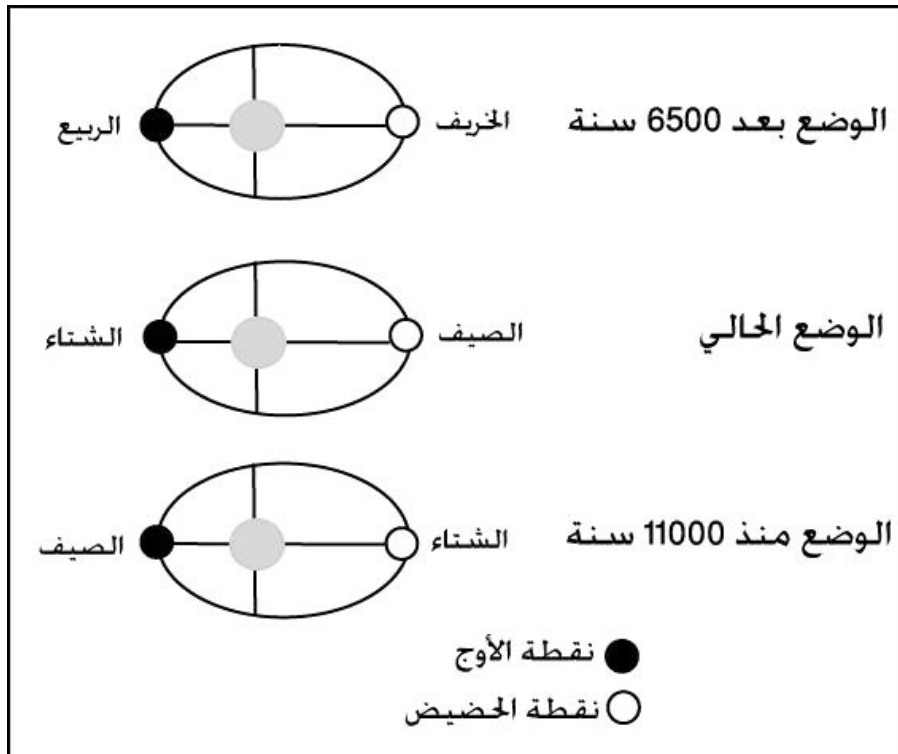 الربيع الخريف الوضع بعد 6500 سنة
الشتاء الصيف الوضع الحالي
الصيف الشتاء الوضع منذ 11000 سنة
نقطة الأوج
نقطة الحضيض